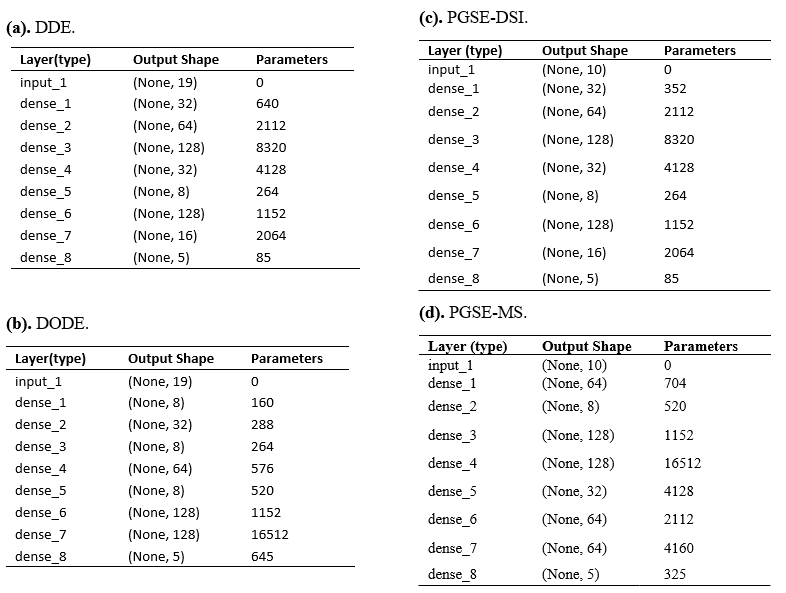 (a). DDE.
Layer(type) Output Shape Parameters
input_1 (None, 19) 0
dense_1 (None, 32) 640
dense_2 (None, 64) 2112
dense_3 (None, 128) 8320
dense_4 (None, 32) 4128
dense_5 (None, 8) 264
dense_6 (None, 128) 1152
dense_7 (None, 16) 2064
dense_8 (None, 5) 85
(b). DODE.
Layer(type) Output Shape Parameters
input_1 (None, 19) 0
dense_1 (None, 8) 160
dense_2 (None, 32) 288
dense_3 (None, 8) 264
dense_4 (None, 64) 576
dense_5 (None, 8) 520
dense_6 (None, 128) 1152
dense_7 (None, 128) 16512
dense_8 (None, 5) 645
(c). PGSE-DSI.
Layer (type) Output Shape Parameters
input_1 (None, 10) 0
dense_1 (None, 32) 352
dense_2 (None, 64) 2112
dense_3 (None, 128) 8320
dense_4 (None, 32) 4128
dense_5 (None, 8) 264
dense_6 (None, 128) 1152
dense_7 (None, 16) 2064
dense_8 (None, 5) 85
(d). PGSE-MS.
Layer (type) Output Shape Parameters
input_1 (None, 10) 0
dense_1 (None, 64) 704
dense_2 (None, 8) 520
dense_3 (None, 128) 1152
dense_4 (None, 128) 16512
dense_5 (None, 32) 4128
dense_6 (None, 64) 2112
dense_7 (None, 64) 4160
dense_8 (None, 5) 325